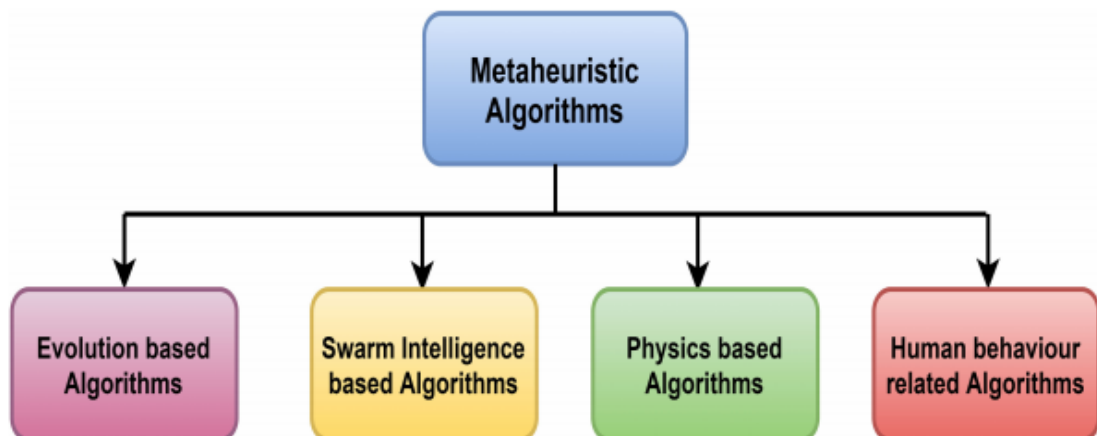 Metaheuristic
Algorithms
Evolution based
Algorithms
Swarm Intelligence
based Algorithms
Physics based
Algorithms
Human behaviour
related Algorithms